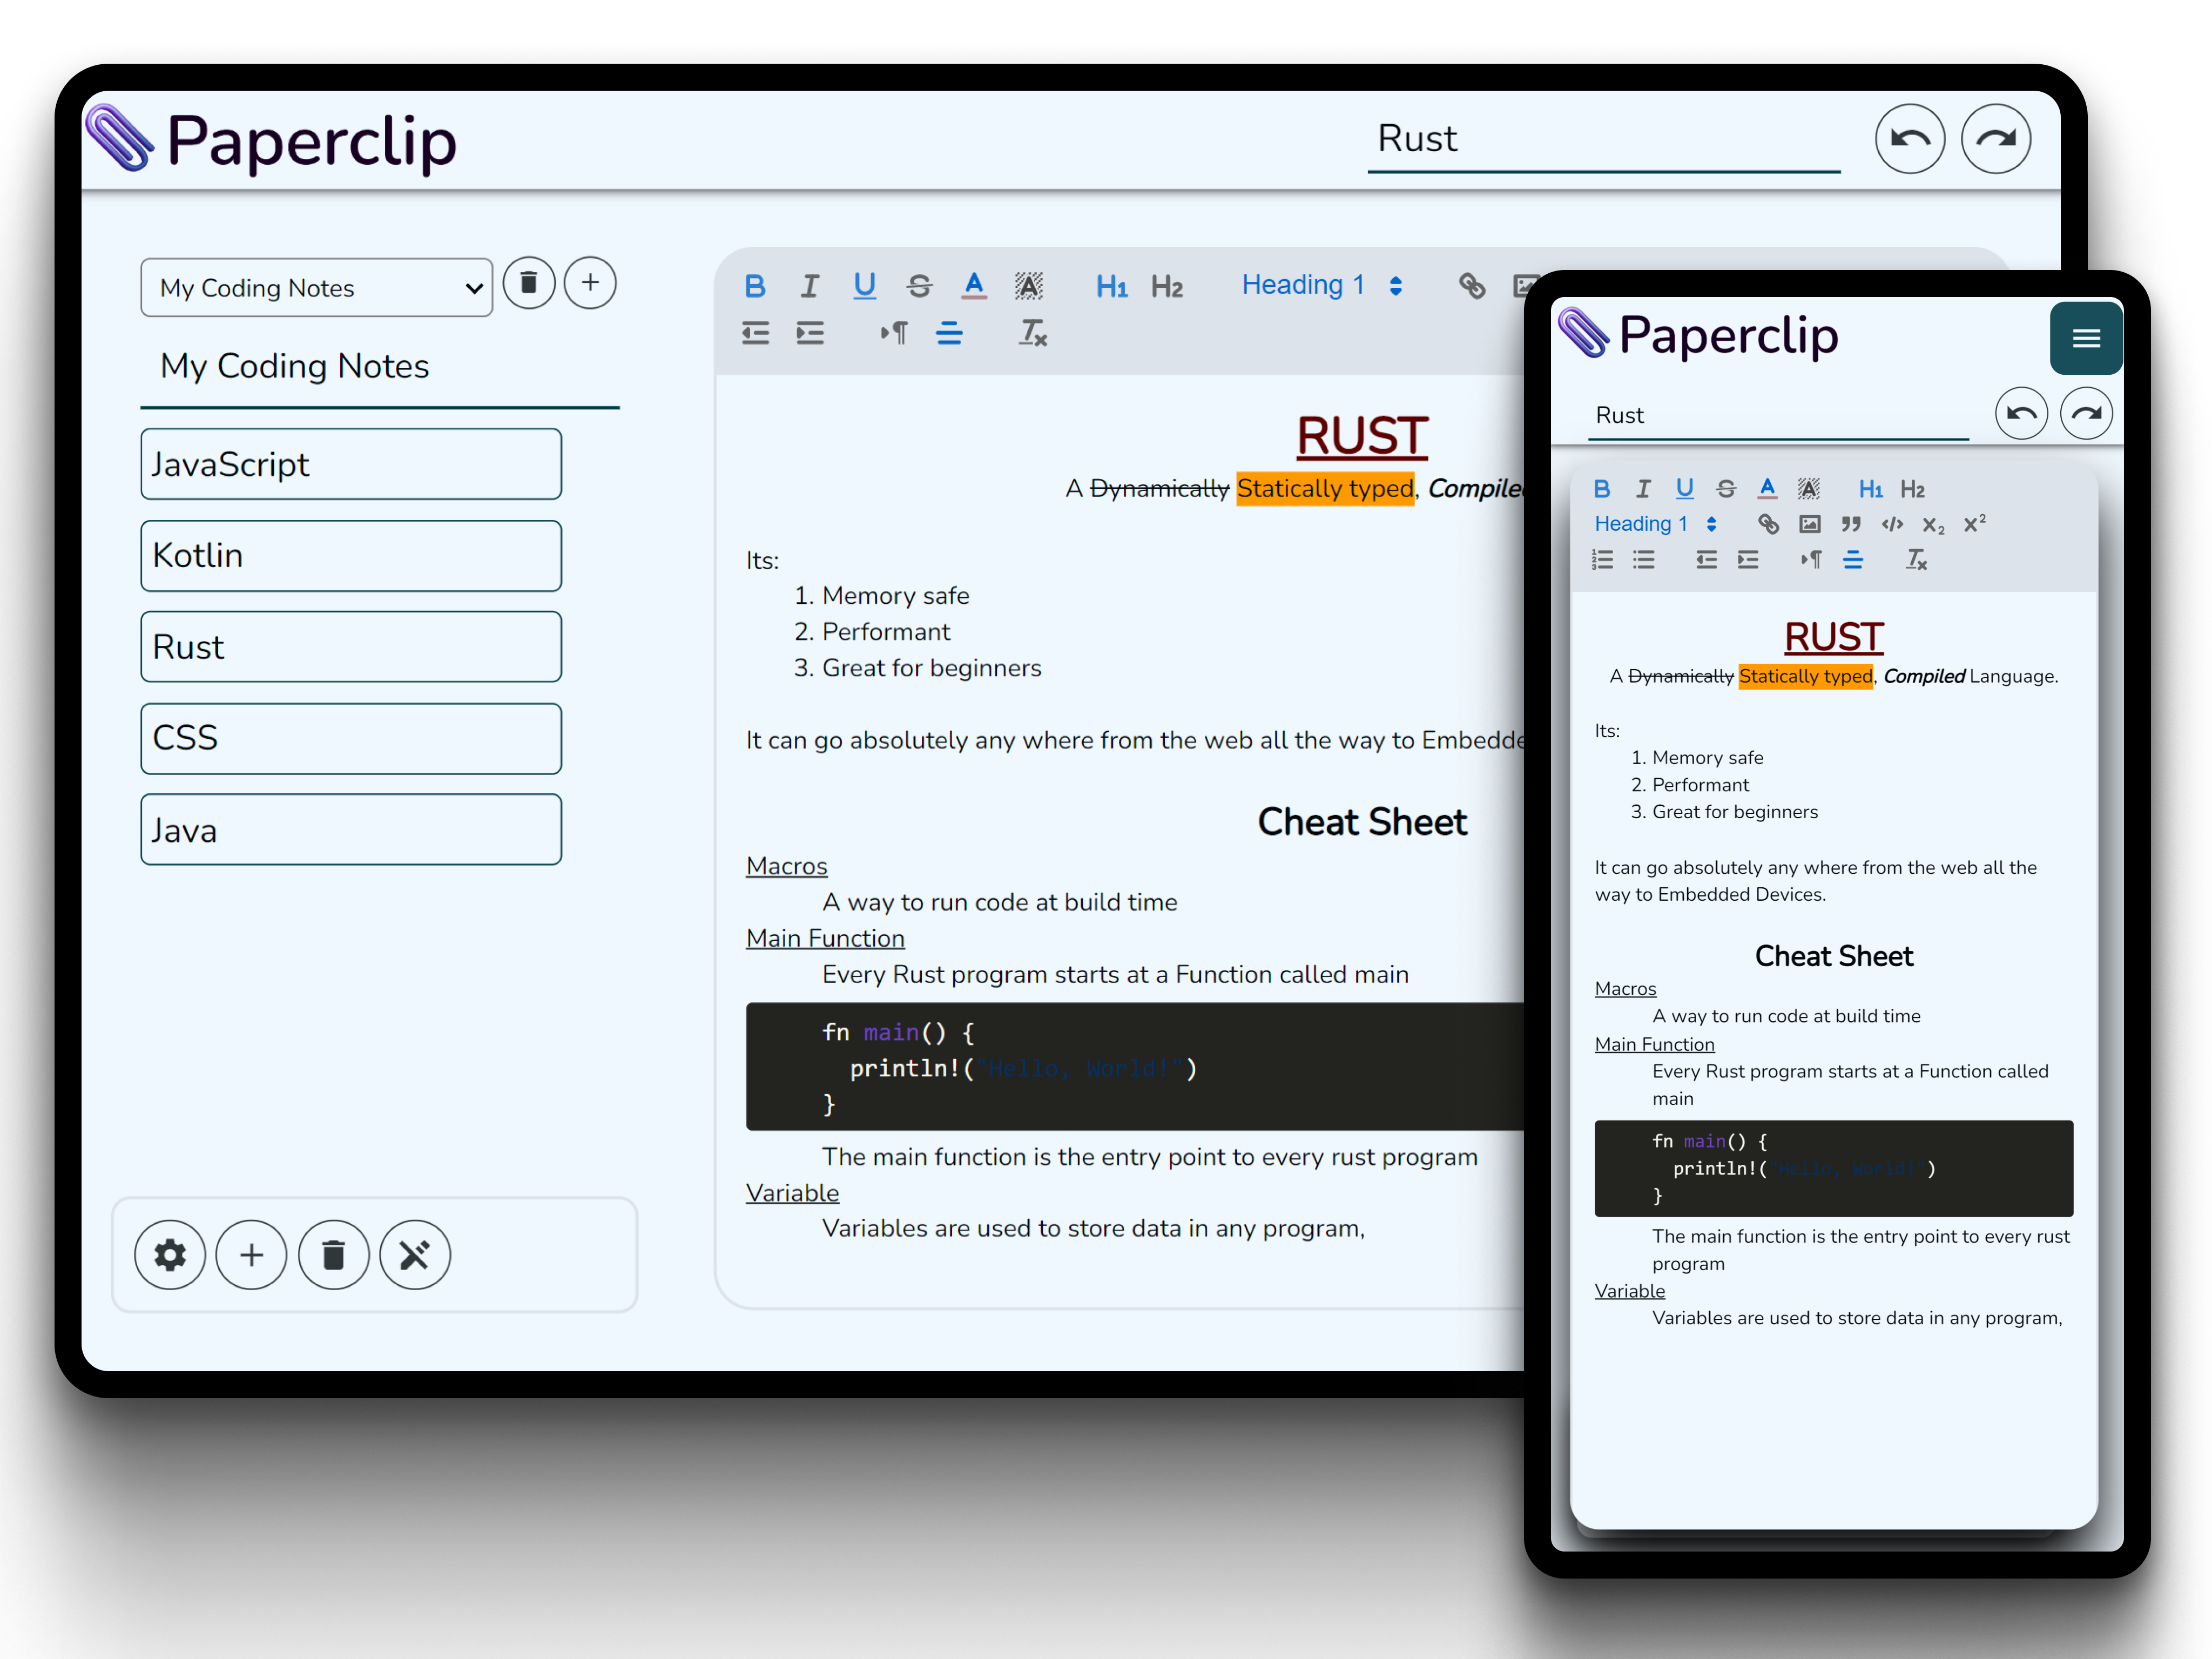 Paperclip
Rust
My Coding Notes
My Coding Notes
JavaScript
Kotlin
Rust
CSS
Java
B I U S A A H1 H2 Heading 1
RUST
A Dynamically Statically typed, Compiled
Its:
1. Memory safe
2. Performant
3. Great for beginners
It can go absolutely any where from the web all the way to Embedde
Cheat Sheet
Macros
A way to run code at build time
Main Function
Every Rust program starts at a Function called main
fn main() {
println!("Hello, World!")
}
The main function is the entry point to every rust program
Variable
Variables are used to store data in any program,
Paperclip
Rust
B I U S A A H1 H2
Heading 1 X2 X2
RUST
A Dynamically Statically typed, Compiled Language.
Its:
1. Memory safe
2. Performant
3. Great for beginners
It can go absolutely any where from the web all the
way to Embedded Devices.
Cheat Sheet
Macros
A way to run code at build time
Main Function
Every Rust program starts at a Function called
main
fn main() {
println!("Hello, World!")
}
The main function is the entry point to every rust
program
Variable
Variables are used to store data in any program,